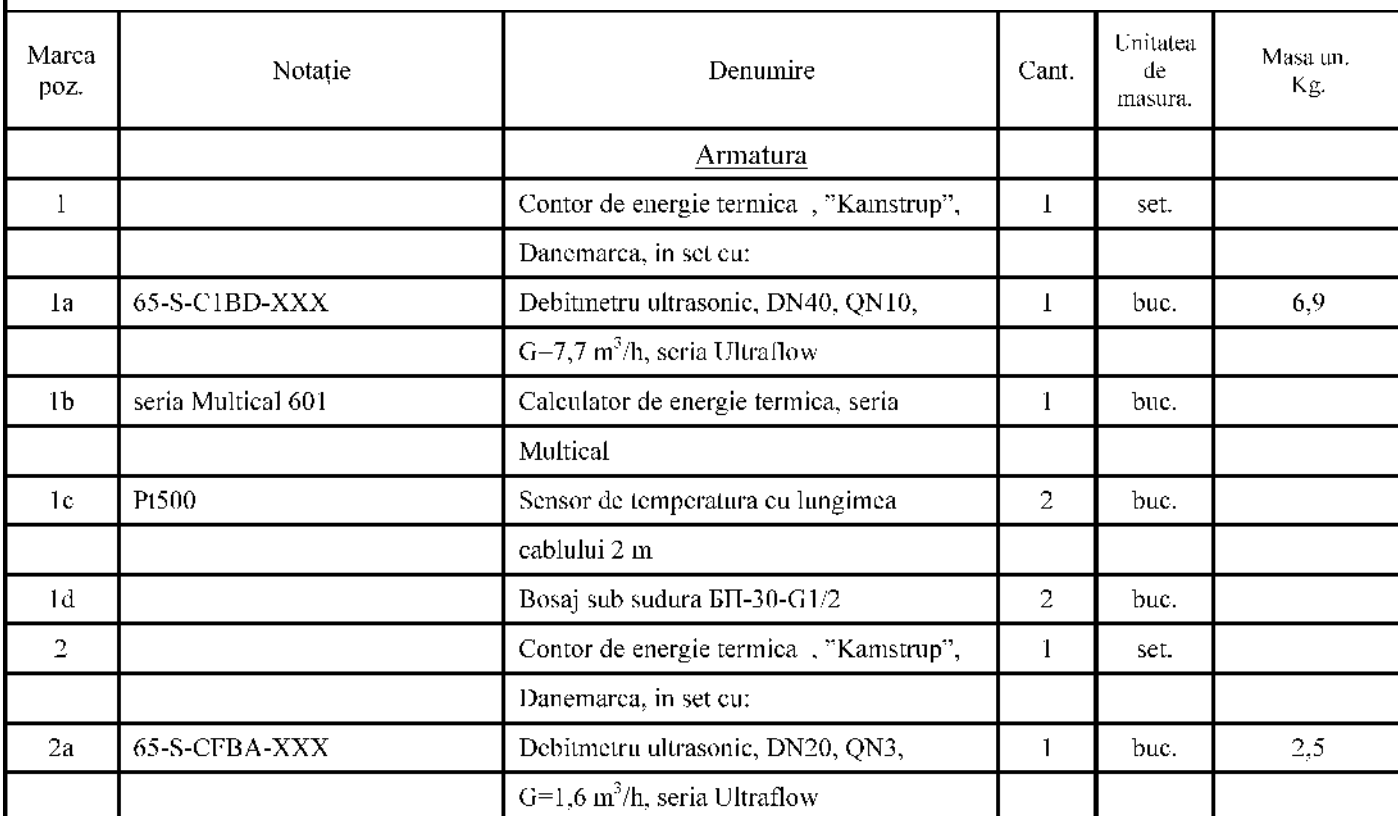 Marca poz. Notație Denumire Cant. Unitatea de masura. Masa un. Kg.
Armatura
1 Contor de energie termica , ”Kamstrup”, 1 set.
Danemarca, in set cu:
1a 65-S-C1BD-XXX Debitmetru ultrasonic, DN40, QN10, 1 buc. 6,9
G=7,7 m³/h, seria Ultraflow
1b seria Multical 601 Calculator de energie termica, seria 1 buc.
Multical
1c Pt500 Sensor de temperatura cu lungimea 2 buc.
cablului 2 m
1d Bosaj sub sudura БП-30-G1/2 2 buc.
2 Contor de energie termica , ”Kamstrup”, 1 set.
Danemarca, in set cu:
2a 65-S-CFBA-XXX Debitmetru ultrasonic, DN20, QN3, 1 buc. 2,5
G=1,6 m³/h, seria Ultraflow